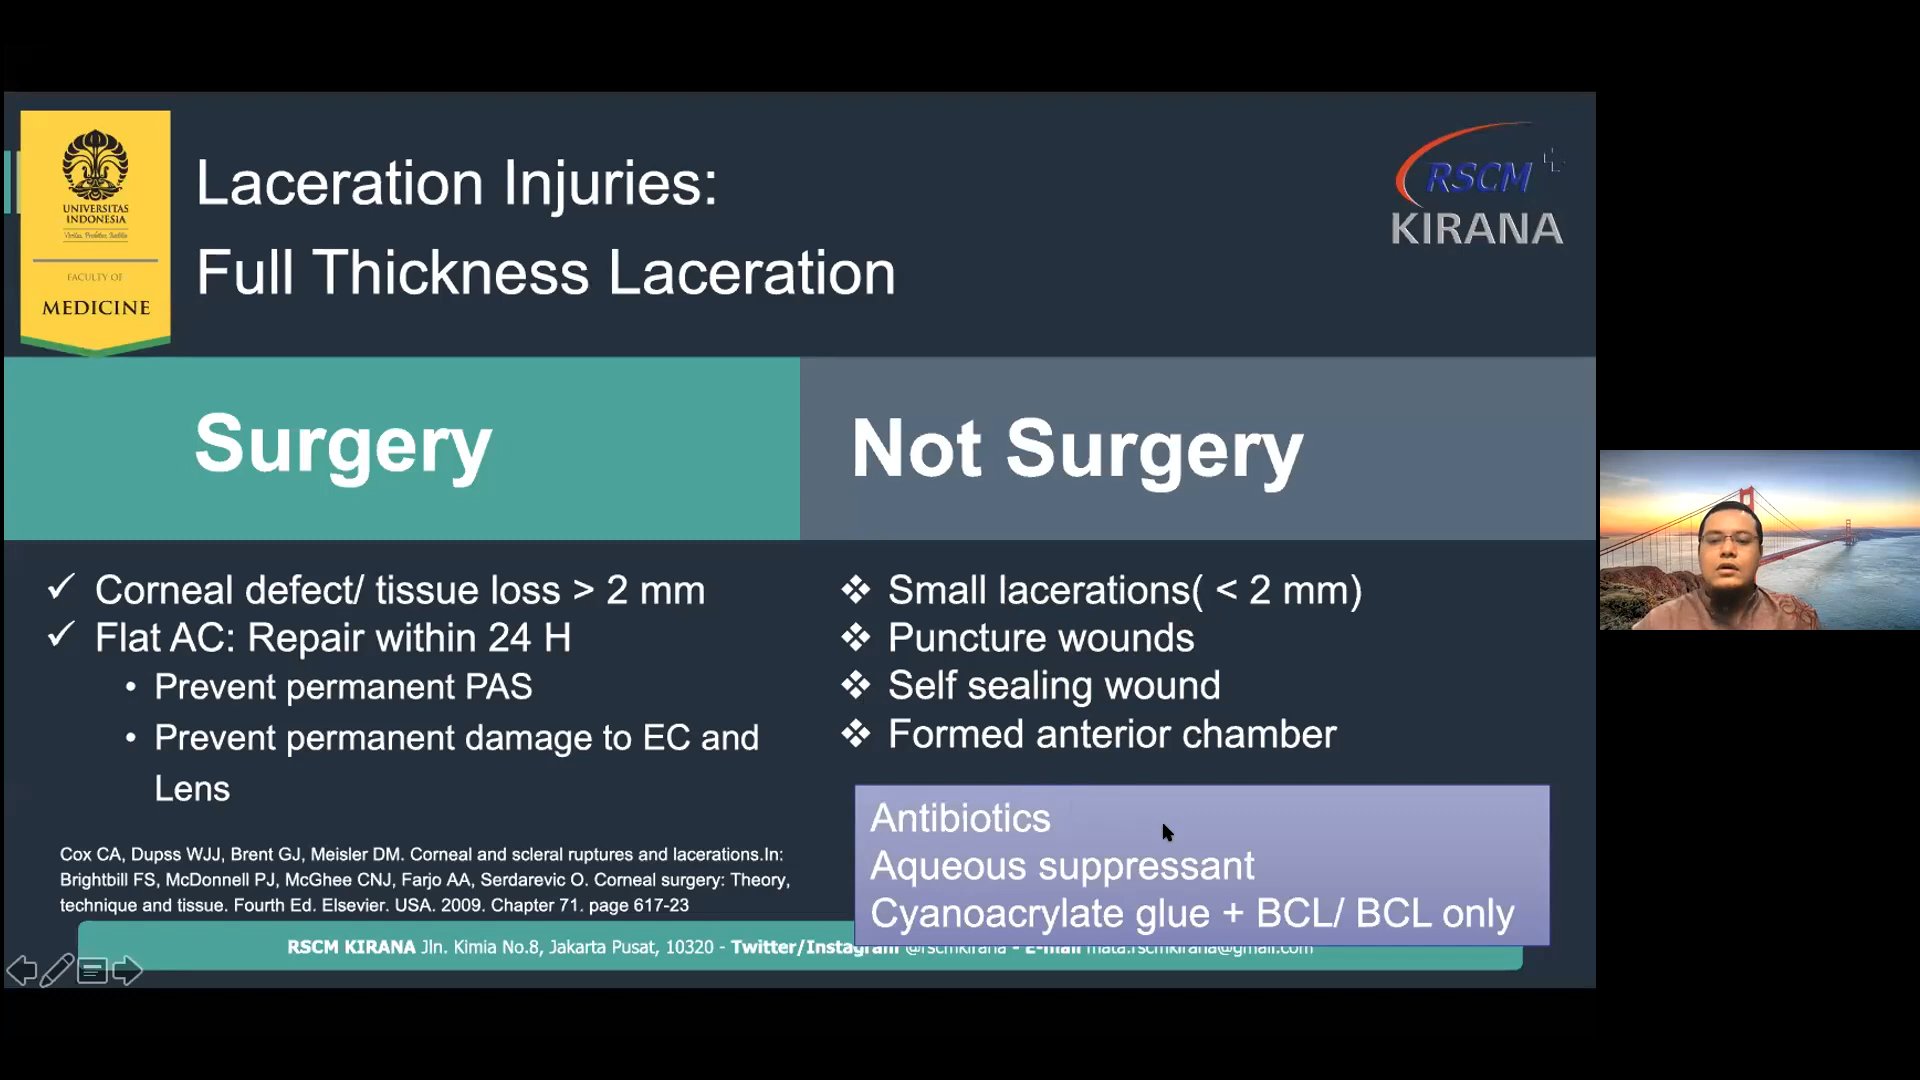 UNIVERSITAS
INDONESIA
Veritas, Probitas, Iustitia
FACULTY OF
MEDICINE
Laceration Injuries:
Full Thickness Laceration
RSCM
KIRANA
Surgery
✓ Corneal defect/ tissue loss > 2 mm
✓ Flat AC: Repair within 24 H
• Prevent permanent PAS
• Prevent permanent damage to EC and
Lens
Not Surgery
❖ Small lacerations( < 2 mm)
❖ Puncture wounds
❖ Self sealing wound
❖ Formed anterior chamber
Antibiotics
Aqueous suppressant
Cyanoacrylate glue + BCL/ BCL only
Cox CA, Dupss WJJ, Brent GJ, Meisler DM. Corneal and scleral ruptures and lacerations.In:
Brightbill FS, McDonnell PJ, McGhee CNJ, Farjo AA, Serdarevic O. Corneal surgery: Theory,
technique and tissue. Fourth Ed. Elsevier. USA. 2009. Chapter 71. page 617-23
RSCM KIRANA Jln. Kimia No.8, Jakarta Pusat, 10320 - Twitter/Instagram @rscmkirana - E-mail mata.rscmkirana@gmail.com